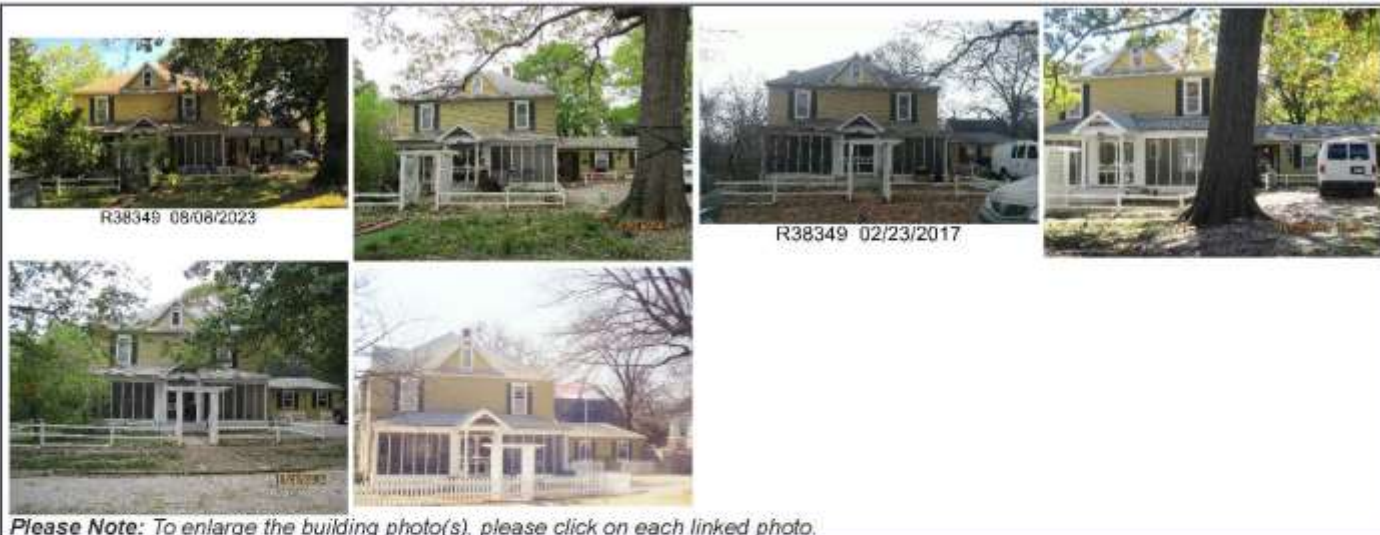 R38349 08/08/2023
R38349 02/23/2017
Please Note: To enlarge the building photo(s), please click on each linked photo.